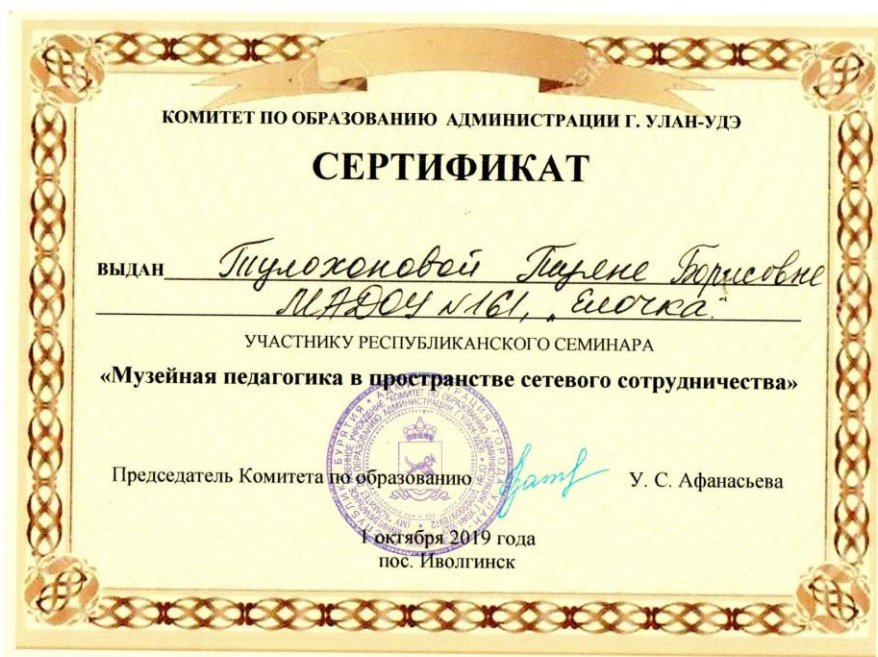 КОМИТЕТ ПО ОБРАЗОВАНИЮ АДМИНИСТРАЦИИ Г. УЛАН-УДЭ
СЕРТИФИКАТ
ВЫДАН Тулохоновой Туяне Борисовне
МАДОУ №161, „Елочка."
УЧАСТНИКУ РЕСПУБЛИКАНСКОГО СЕМИНАРА
«Музейная педагогика в пространстве сетевого сотрудничества»
Председатель Комитета по образованию У. С. Афанасьева
1 октября 2019 года
пос. Иволгинск